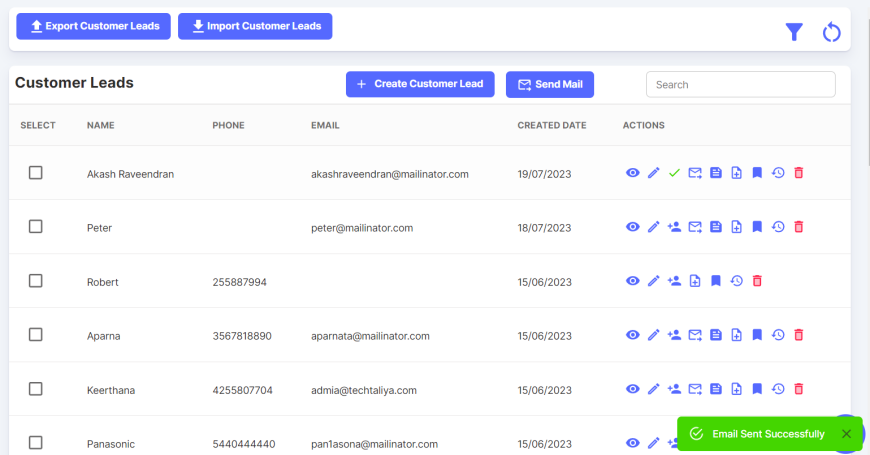 Export Customer Leads Import Customer Leads
Customer Leads Create Customer Lead Send Mail Search
SELECT NAME PHONE EMAIL CREATED DATE ACTIONS
Akash Raveendran akashraveendran@mailinator.com 19/07/2023
Peter peter@mailinator.com 18/07/2023
Robert 255887994 15/06/2023
Aparna 3567818890 aparnata@mailinator.com 15/06/2023
Keerthana 4255807704 admia@techtaliya.com 15/06/2023
Panasonic 5440444440 pan1asona@mailinator.com 15/06/2023
Email Sent Successfully